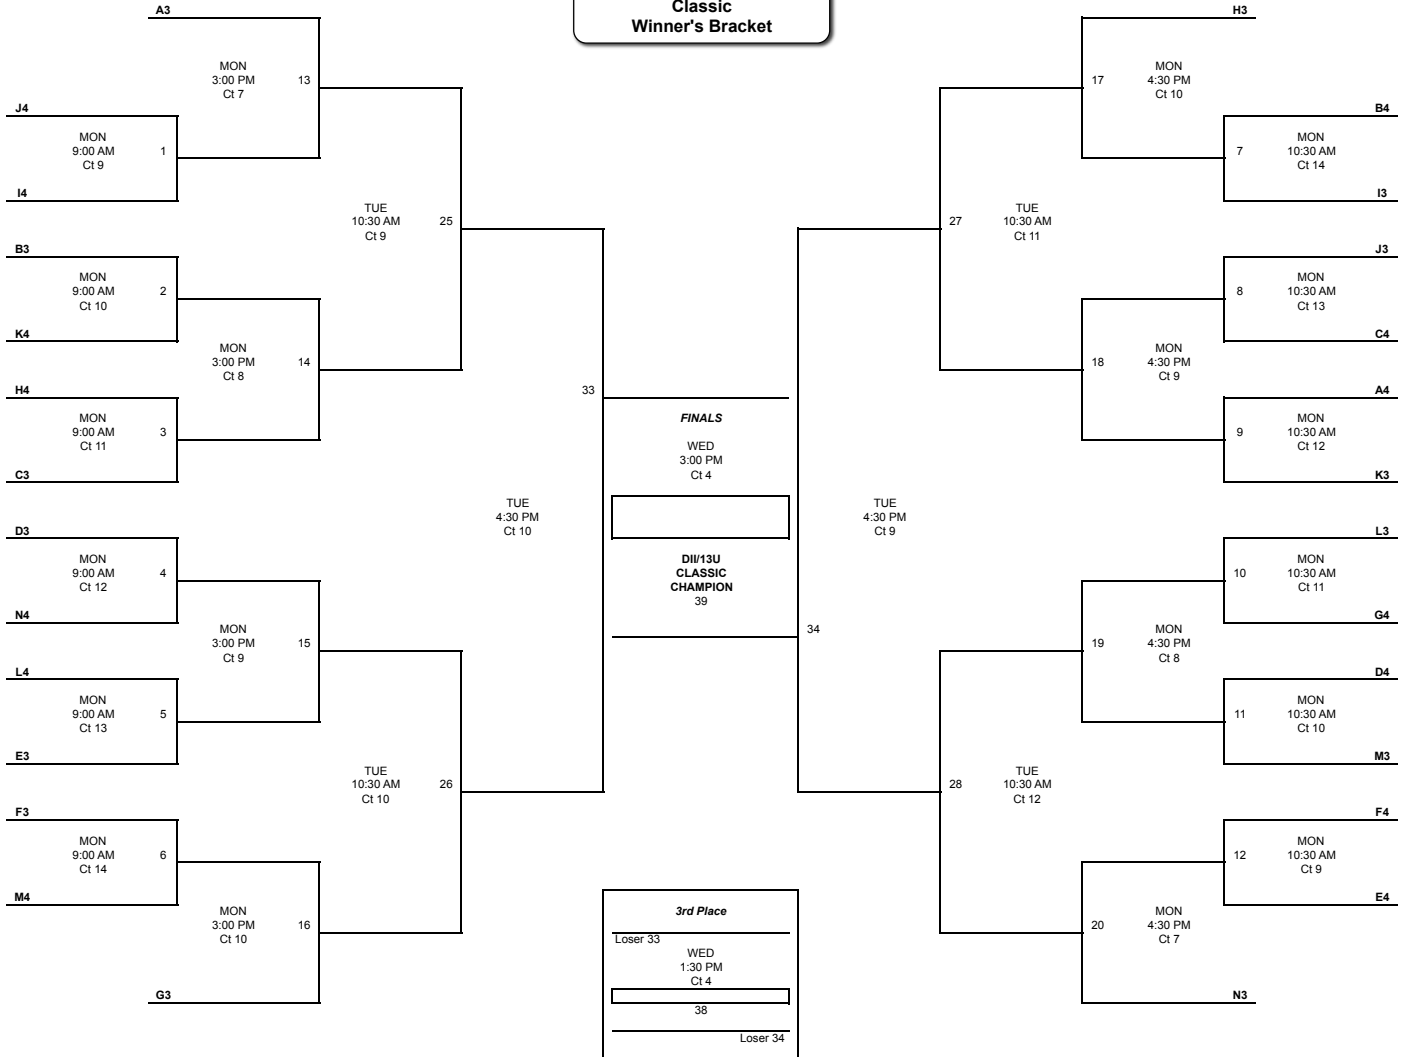 Classic
Winner's Bracket
A3
MON
3:00 PM
Ct 7
13
J4
MON
9:00 AM
Ct 9
1
I4
TUE
10:30 AM
Ct 9
25
B3
MON
9:00 AM
Ct 10
2
K4
MON
3:00 PM
Ct 8
14
H4
MON
9:00 AM
Ct 11
3
C3
33
TUE
4:30 PM
Ct 10
D3
MON
9:00 AM
Ct 12
4
N4
MON
3:00 PM
Ct 9
15
L4
MON
9:00 AM
Ct 13
5
E3
TUE
10:30 AM
Ct 10
26
F3
MON
9:00 AM
Ct 14
6
M4
MON
3:00 PM
Ct 10
16
G3
FINALS
WED
3:00 PM
Ct 4
DII/13U
CLASSIC
CHAMPION
39
3rd Place
Loser 33
WED
1:30 PM
Ct 4
38
Loser 34
H3
17
MON
4:30 PM
Ct 10
B4
7
MON
10:30 AM
Ct 14
I3
27
TUE
10:30 AM
Ct 11
J3
8
MON
10:30 AM
Ct 13
C4
18
MON
4:30 PM
Ct 9
A4
9
MON
10:30 AM
Ct 12
K3
TUE
4:30 PM
Ct 9
34
L3
10
MON
10:30 AM
Ct 11
G4
19
MON
4:30 PM
Ct 8
D4
11
MON
10:30 AM
Ct 10
M3
28
TUE
10:30 AM
Ct 12
F4
12
MON
10:30 AM
Ct 9
E4
20
MON
4:30 PM
Ct 7
N3